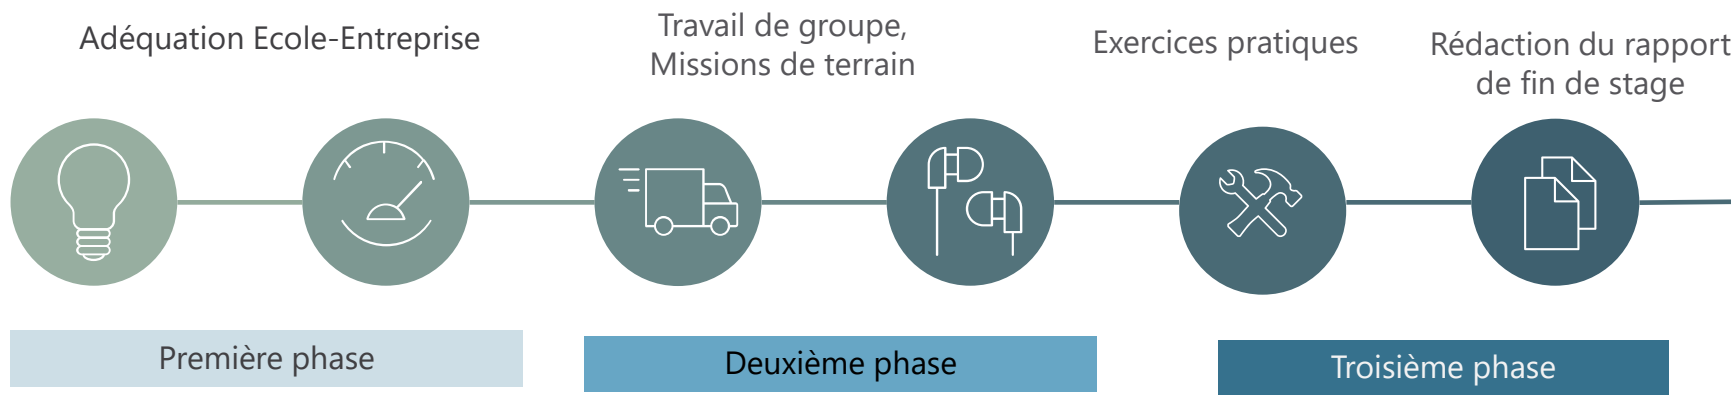 Adéquation Ecole-Entreprise
Travail de groupe,
Missions de terrain
Exercices pratiques
Rédaction du rapport
de fin de stage
Première phase
Deuxième phase
Troisième phase